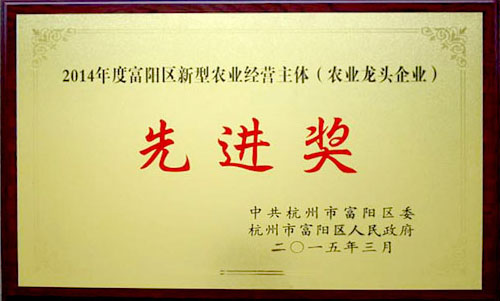 2014年度富阳区新型农业经营主体（农业龙头企业）
先进奖
中共杭州市富阳区委
杭州市富阳区人民政府
二〇一五年三月